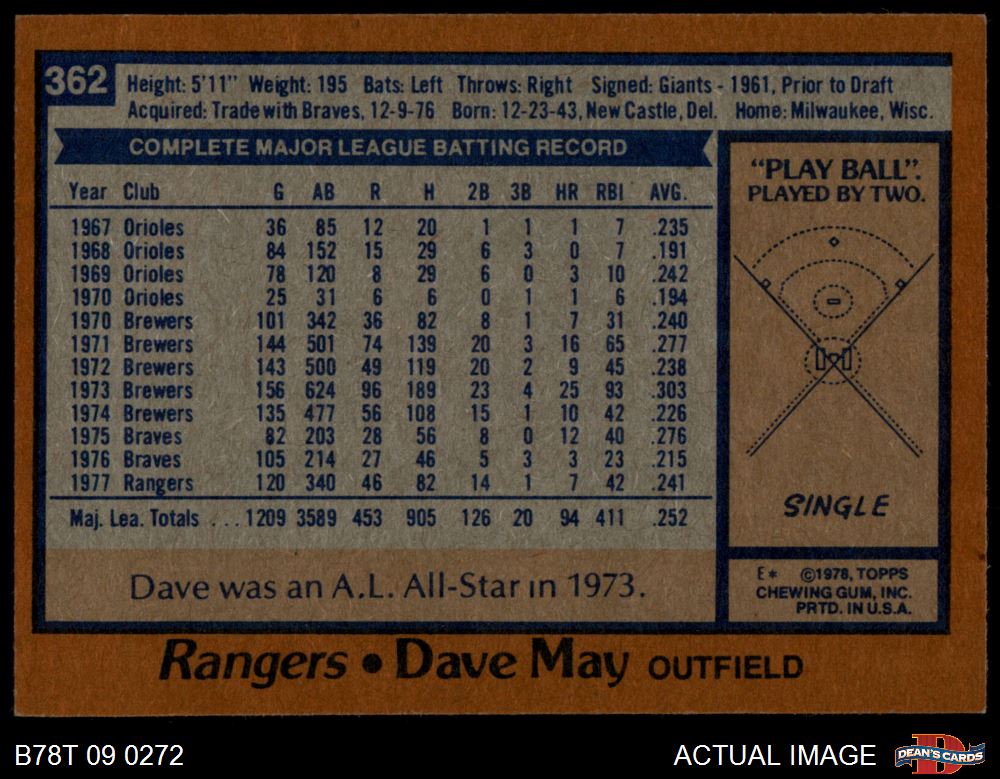 362
Height: 5'11" Weight: 195 Bats: Left Throws: Right Signed: Giants - 1961, Prior to Draft
Acquired: Trade with Braves, 12-9-76 Born: 12-23-43, New Castle, Del. Home: Milwaukee, Wisc.
COMPLETE MAJOR LEAGUE BATTING RECORD
Year Club G AB R H 2B 3B HR RBI AVG.
1967 Orioles 36 85 12 20 1 1 1 7 .235
1968 Orioles 84 152 15 29 6 3 0 7 .191
1969 Orioles 78 120 8 29 6 0 3 10 .242
1970 Orioles 25 31 6 6 0 1 1 6 .194
1970 Brewers 101 342 36 82 8 1 7 31 .240
1971 Brewers 144 501 74 139 20 3 16 65 .277
1972 Brewers 143 500 49 119 20 2 9 45 .238
1973 Brewers 156 624 96 189 23 4 25 93 .303
1974 Brewers 135 477 56 108 15 1 10 42 .226
1975 Braves 82 203 28 56 8 0 12 40 .276
1976 Braves 105 214 27 46 5 3 3 23 .215
1977 Rangers 120 340 46 82 14 1 7 42 .241
Maj. Lea. Totals ... 1209 3589 453 905 126 20 94 411 .252
Dave was an A.L. All-Star in 1973.
"PLAY BALL".
PLAYED BY TWO.
SINGLE
E* ©1978, TOPPS
CHEWING GUM, INC.
PRTD. IN U.S.A.
Rangers • Dave May OUTFIELD
B78T 09 0272
ACTUAL IMAGE
DEAN'S CARDS